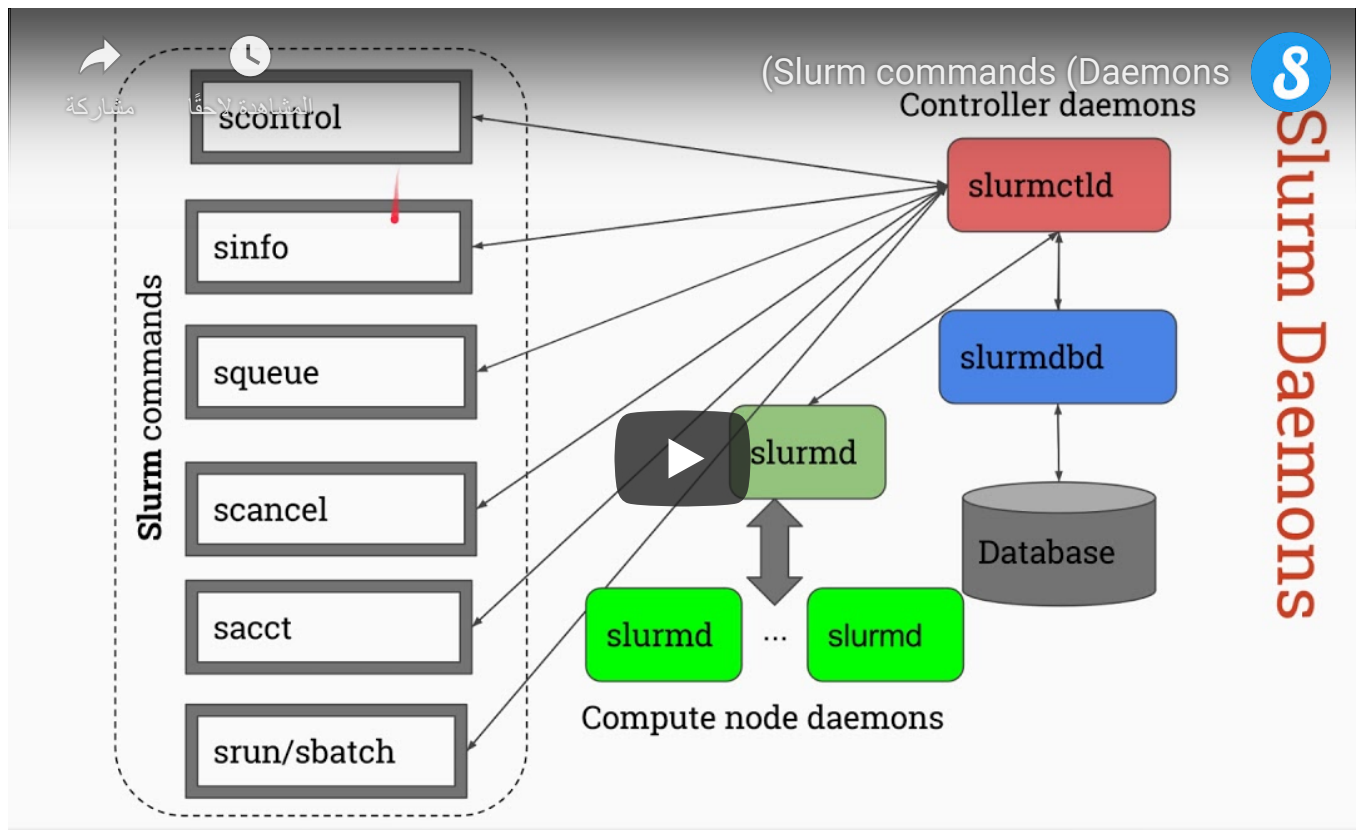 مشاركة
المشاهدة لاحقًا
(Slurm commands (Daemons
S
Slurm commands
scontrol
sinfo
squeue
scancel
sacct
srun/sbatch
Controller daemons
slurmctld
slurmdbd
slurmd
Database
slurmd ... slurmd
Compute node daemons
Slurm Daemons